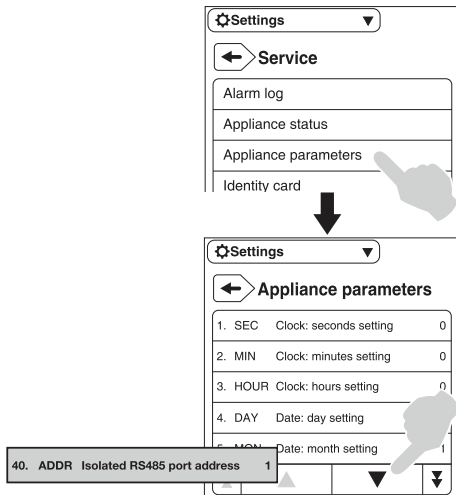 Settings
Service
Alarm log
Appliance status
Appliance parameters
Identity card
Settings
Appliance parameters
1. SEC Clock: seconds setting 0
2. MIN Clock: minutes setting 0
3. HOUR Clock: hours setting 0
4. DAY Date: day setting
5. MON Date: month setting 1
40. ADDR Isolated RS485 port address 1